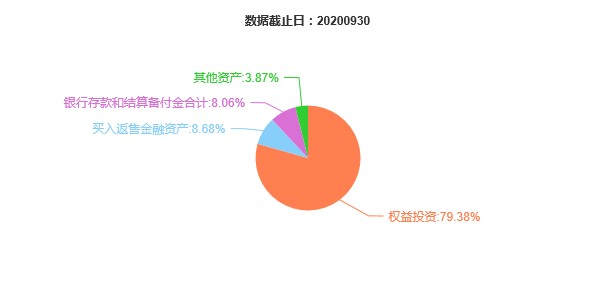 数据截止日：20200930
其他资产:3.87%
银行存款和结算备付金合计:8.06%
买入返售金融资产:8.68%
权益投资:79.38%